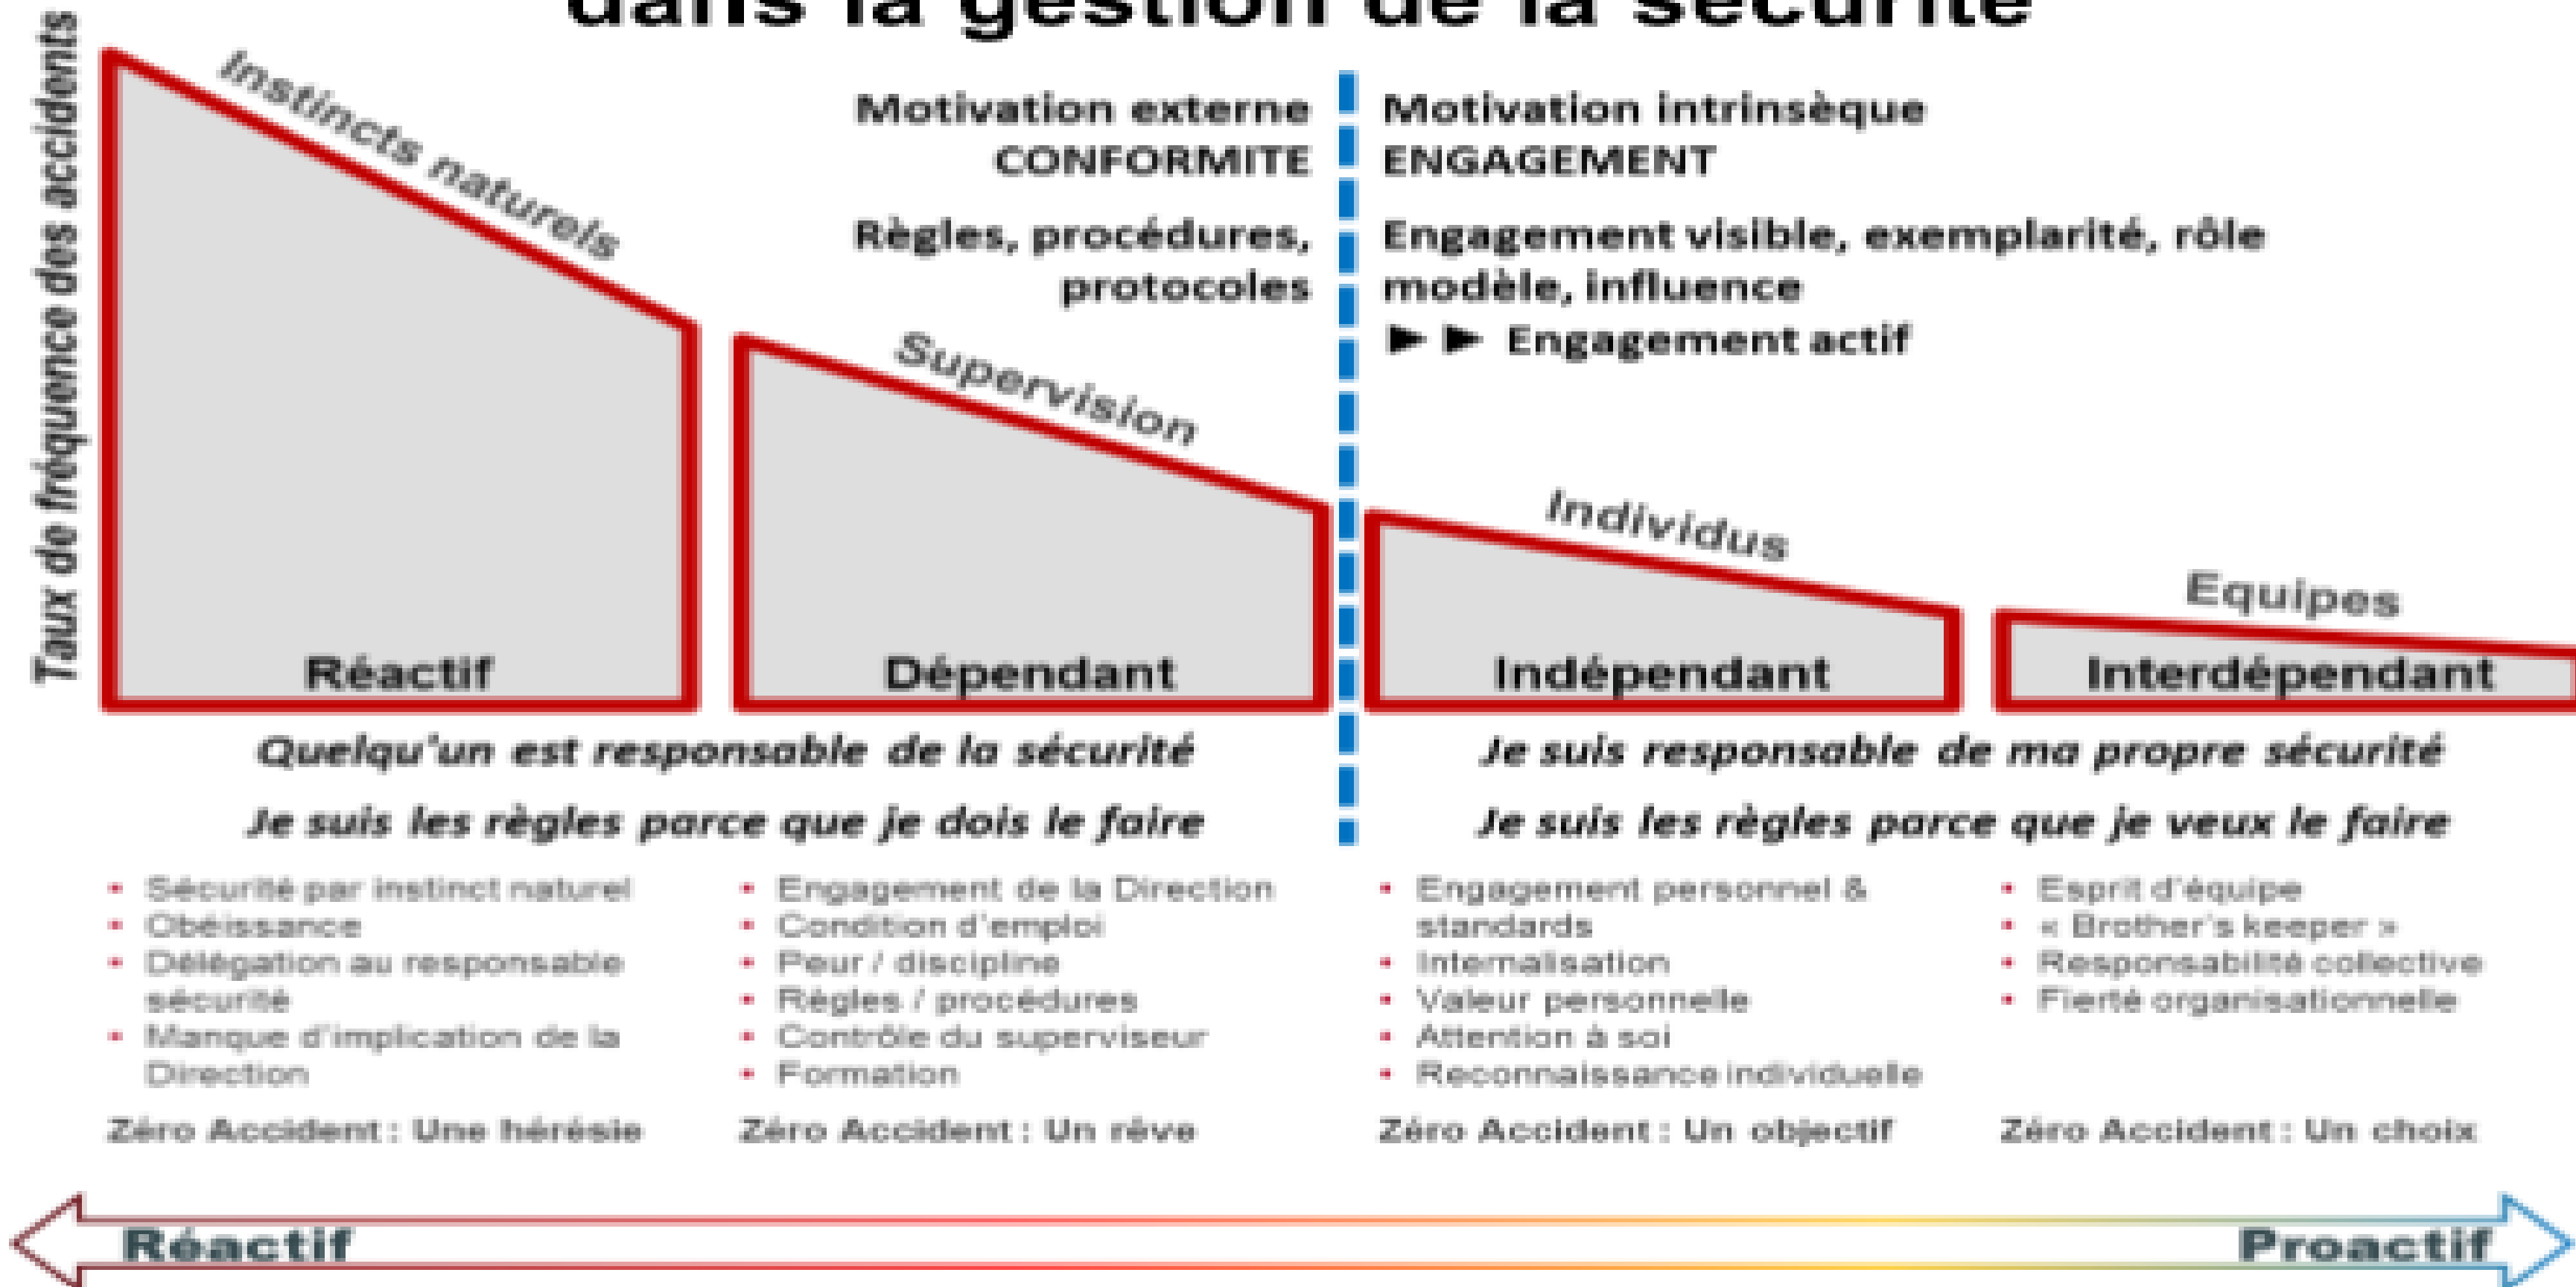 dans la gestion de la sécurité
Taux de fréquence des accidents
Instincts naturels
Motivation externe
CONFORMITE
Règles, procédures,
protocoles
Motivation intrinsèque
ENGAGEMENT
Engagement visible, exemplarité, rôle
modèle, influence
►► Engagement actif
Supervision
Individus
Equipes
Réactif
Dépendant
Indépendant
Interdépendant
Quelqu'un est responsable de la sécurité
Je suis les règles parce que je dois le faire
Je suis responsable de ma propre sécurité
Je suis les règles parce que je veux le faire
• Sécurité par instinct naturel
• Obéissance
• Délégation au responsable
sécurité
• Manque d'implication de la
Direction
Zéro Accident : Une hérésie
• Engagement de la Direction
• Condition d'emploi
• Peur / discipline
• Règles / procédures
• Contrôle du superviseur
• Formation
Zéro Accident : Un rêve
• Engagement personnel &
standards
• Internalisation
• Valeur personnelle
• Attention à soi
• Reconnaissance individuelle
Zéro Accident : Un objectif
• Esprit d'équipe
• « Brother's keeper »
• Responsabilité collective
• Fierté organisationnelle
Zéro Accident : Un choix
Réactif
Proactif